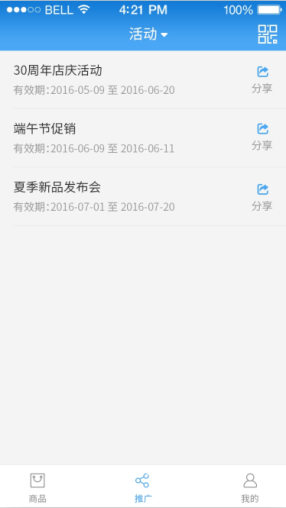 BELL 4:21 PM 100%
活动
30周年店庆活动
有效期：2016-05-09 至 2016-06-20
分享
端午节促销
有效期：2016-06-09 至 2016-06-11
分享
夏季新品发布会
有效期：2016-07-01 至 2016-07-20
分享
商品 推广 我的